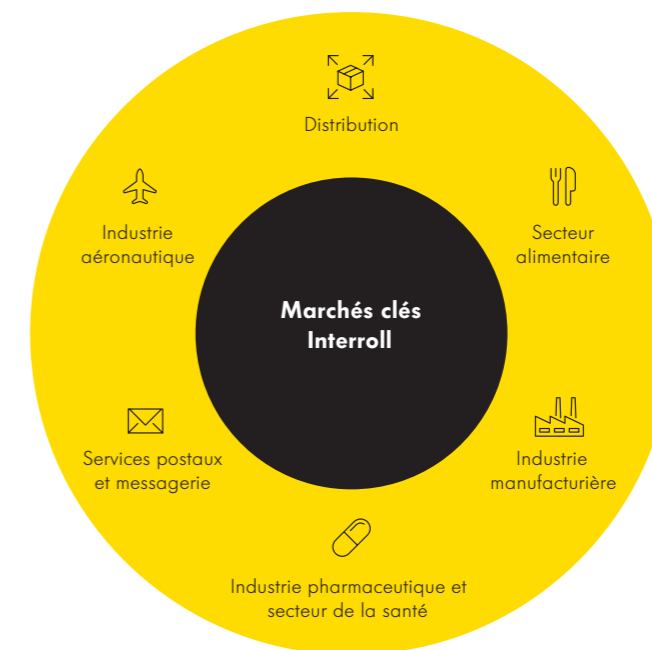 Distribution
Industrie
aéronautique
Secteur
alimentaire
Marchés clés
Interroll
Services postaux
et messagerie
Industrie
manufacturière
Industrie pharmaceutique et
secteur de la santé